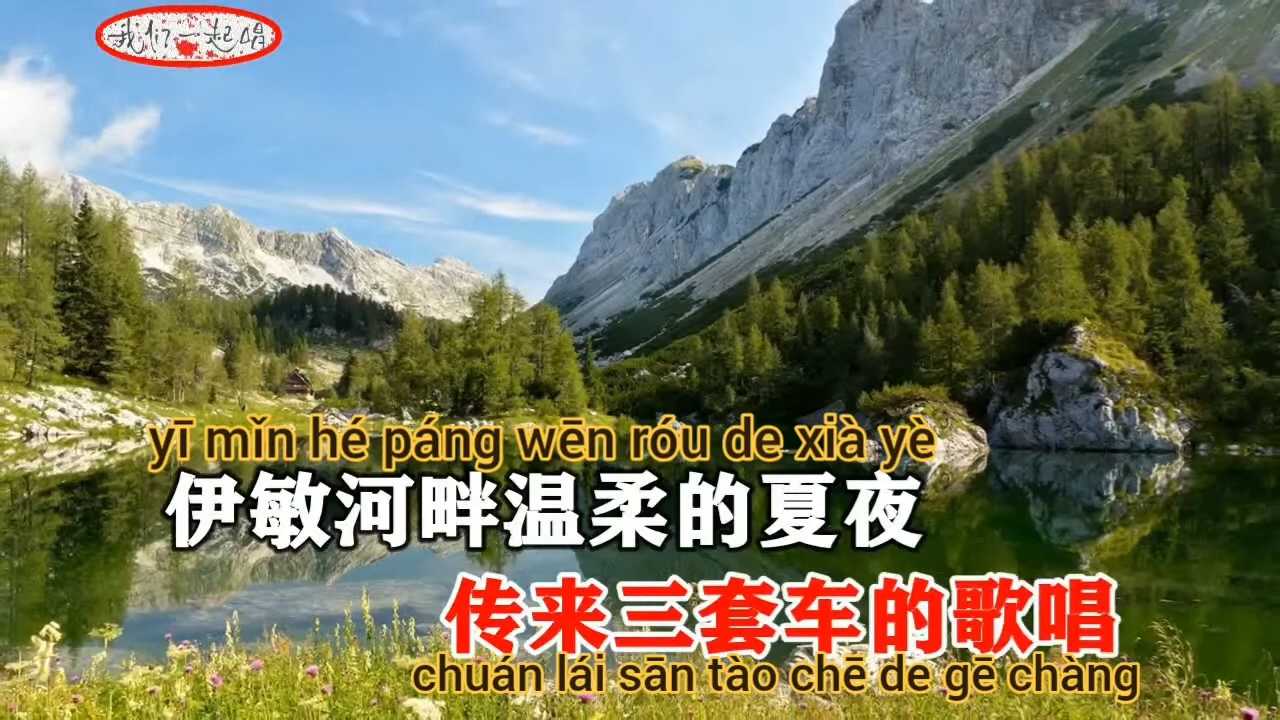 我们一起唱
yī mǐn hé páng wēn róu de xià yè
伊敏河畔温柔的夏夜
传来三套车的歌唱
chuán lái sān tào chē de gē chàng